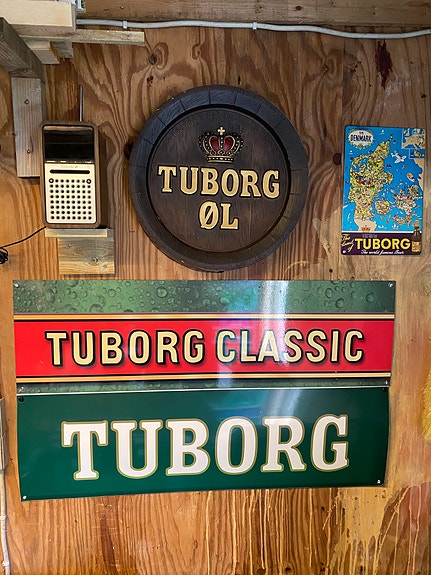 TUBORG
ØL
DENMARK
TUBORG
The world famous Beer
TUBORG CLASSIC
TUBORG